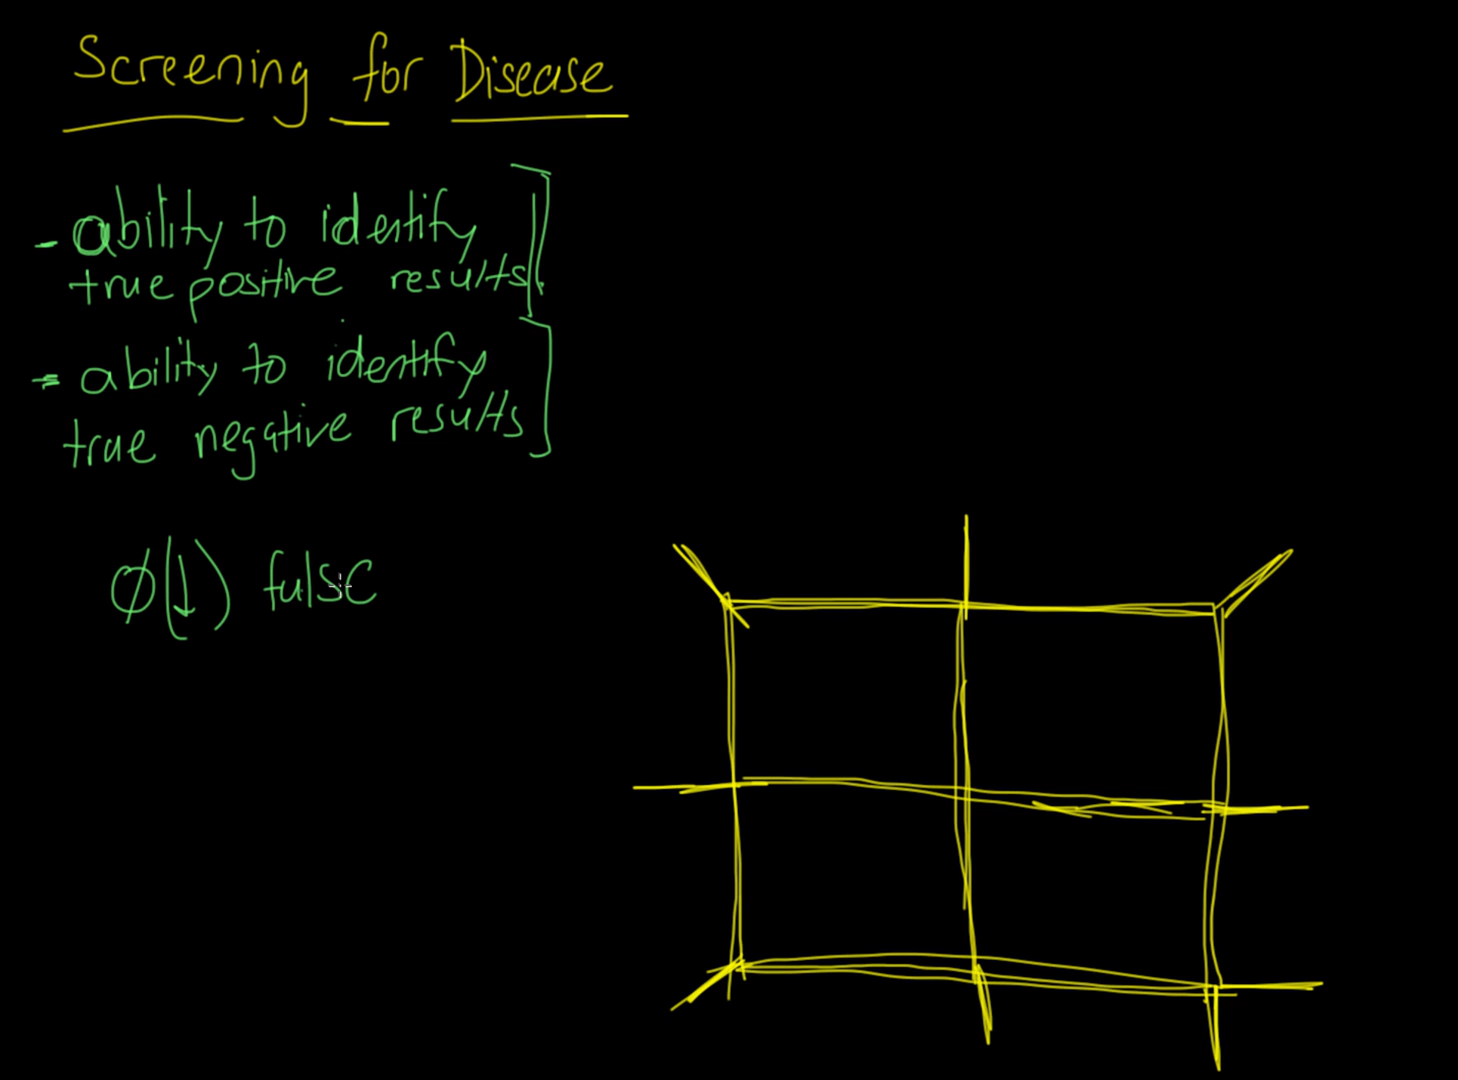 Screening for Disease
- ability to identify
true positive results
- ability to identify
true negative results
Ø(↓) false